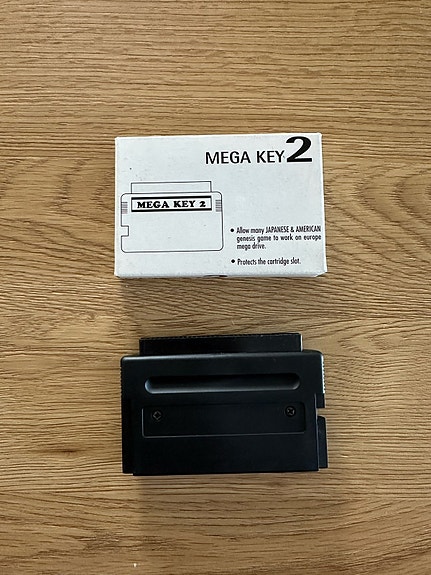 MEGA KEY 2
MEGA KEY 2
• Allow many JAPANESE & AMERICAN
genesis game to work on europe
mega drive.
• Protects the cartridge slot.